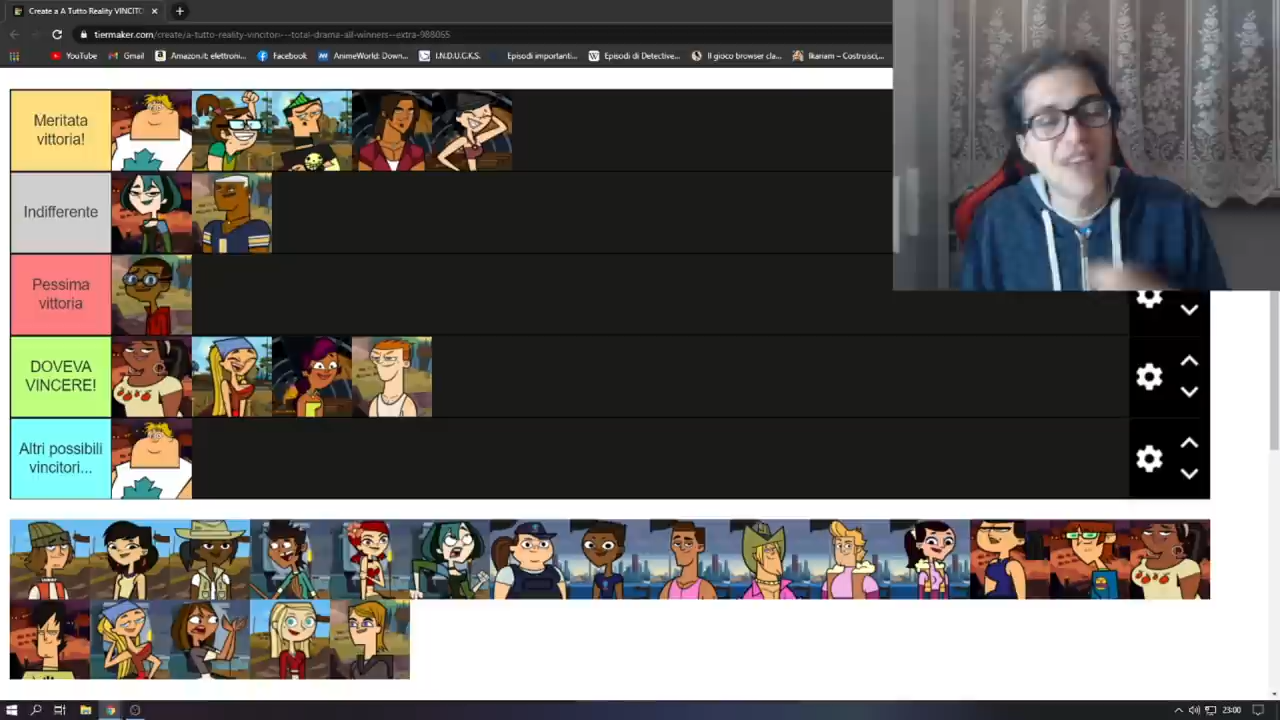 Create a A Tutto Reality VINCITO
tiermaker.com/create/a-tutto-reality-vincitori---total-drama-all-winners--extra-988055
YouTube
Gmail
Amazon.it: elettroni...
Facebook
AnimeWorld: Down...
I.N.D.U.C.K.S.
Episodi importanti...
Episodi di Detective...
Il gioco browser cla...
Ikariam – Costruisci,...
Meritata
vittoria!
Indifferente
Pessima
vittoria
DOVEVA
VINCERE!
Altri possibili
vincitori...
23:00